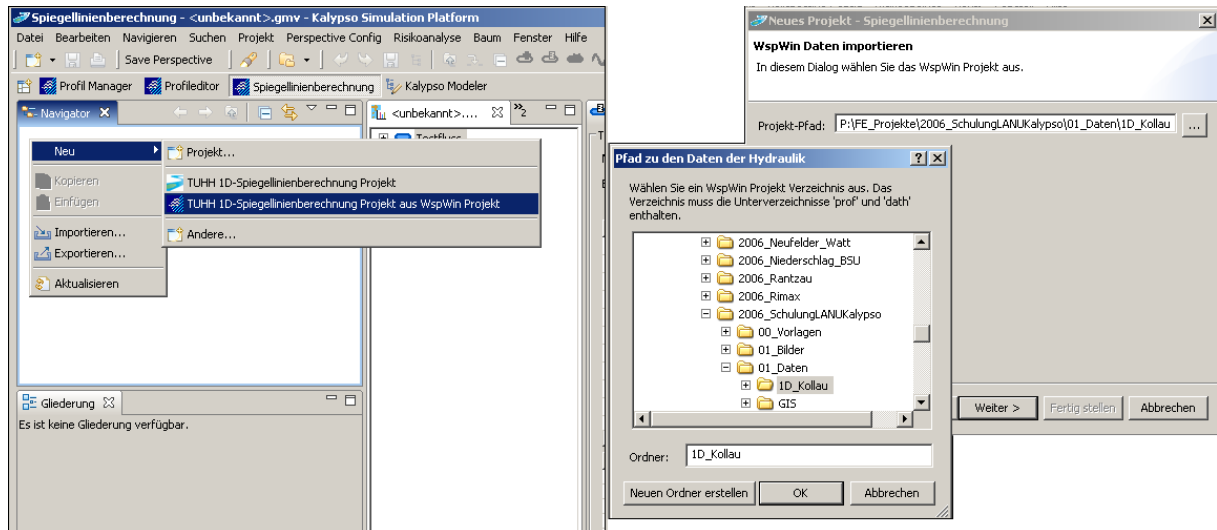 Spiegellinienberechnung - <unbekannt>.gmv - Kalypso Simulation Platform
Datei Bearbeiten Navigieren Suchen Projekt Perspective Config Risikoanalyse Baum Fenster Hilfe
Save Perspective
Profil Manager Profileditor Spiegellinienberechnung Kalypso Modeler
Navigator
<unbekannt>....
2
Neu
Kopieren
Einfügen
Importieren...
Exportieren...
Aktualisieren
Projekt...
TUHH 1D-Spiegellinienberechnung Projekt
TUHH 1D-Spiegellinienberechnung Projekt aus WspWin Projekt
Andere...
Gliederung
Es ist keine Gliederung verfügbar.
Neues Projekt - Spiegellinienberechnung
WspWin Daten importieren
In diesem Dialog wählen Sie das WspWin Projekt aus.
Projekt-Pfad: P:\FE_Projekte\2006_SchulungLANUKalypso\01_Daten\1D_Kollau ...
Weiter > Fertig stellen Abbrechen
Pfad zu den Daten der Hydraulik
Wählen Sie ein WspWin Projekt Verzeichnis aus. Das
Verzeichnis muss die Unterverzeichnisse 'prof' und 'dath'
enthalten.
2006_Neufelder_Watt
2006_Niederschlag_BSU
2006_Rantzau
2006_Rimax
2006_SchulungLANUKalypso
00_Vorlagen
01_Bilder
01_Daten
1D_Kollau
GIS
Ordner: 1D_Kollau
Neuen Ordner erstellen OK Abbrechen